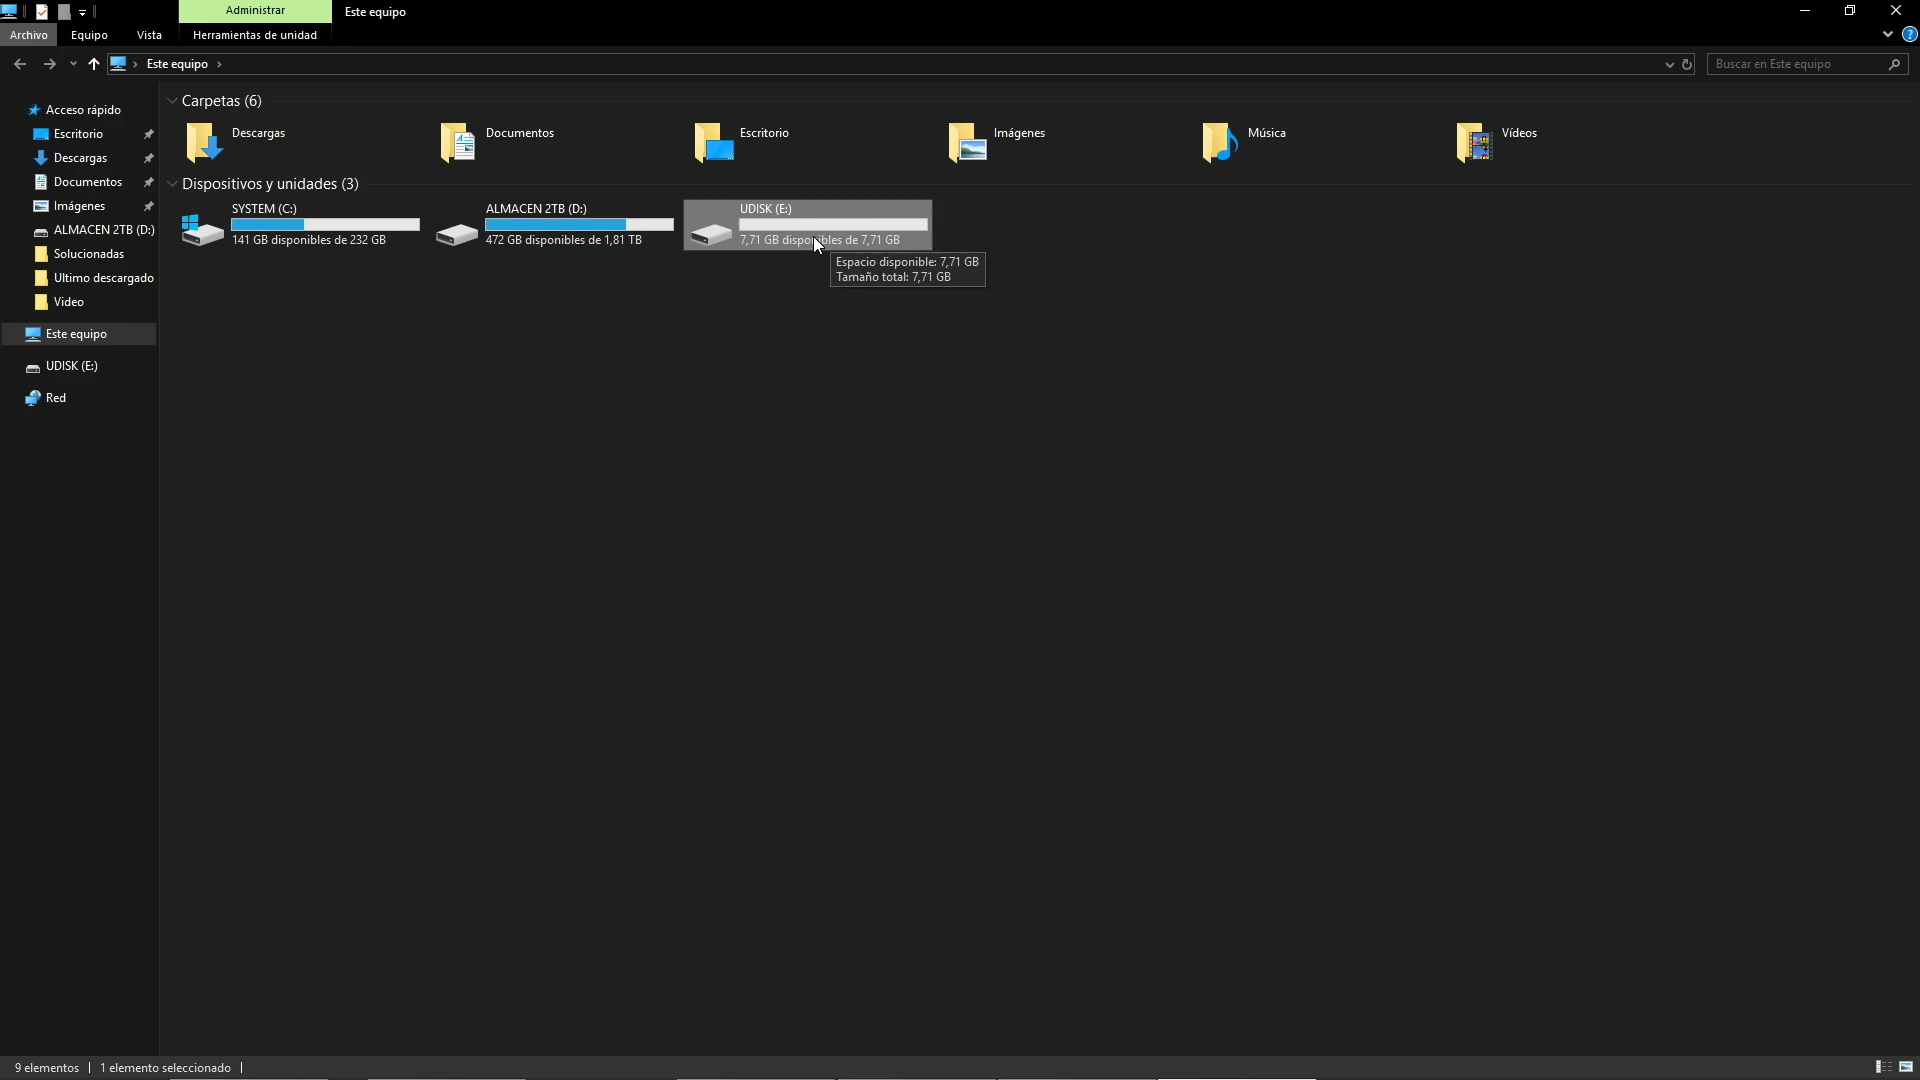 Administrar
Este equipo
Archivo
Equipo
Vista
Herramientas de unidad
Este equipo
Buscar en Este equipo
Acceso rápido
Escritorio
Descargas
Documentos
Imágenes
ALMACEN 2TB (D:)
Solucionadas
Ultimo descargado
Video
Este equipo
UDISK (E:)
Red
Carpetas (6)
Descargas
Documentos
Escritorio
Imágenes
Música
Vídeos
Dispositivos y unidades (3)
SYSTEM (C:)
141 GB disponibles de 232 GB
ALMACEN 2TB (D:)
472 GB disponibles de 1,81 TB
UDISK (E:)
7,71 GB disponibles de 7,71 GB
Espacio disponible: 7,71 GB
Tamaño total: 7,71 GB
9 elementos
1 elemento seleccionado